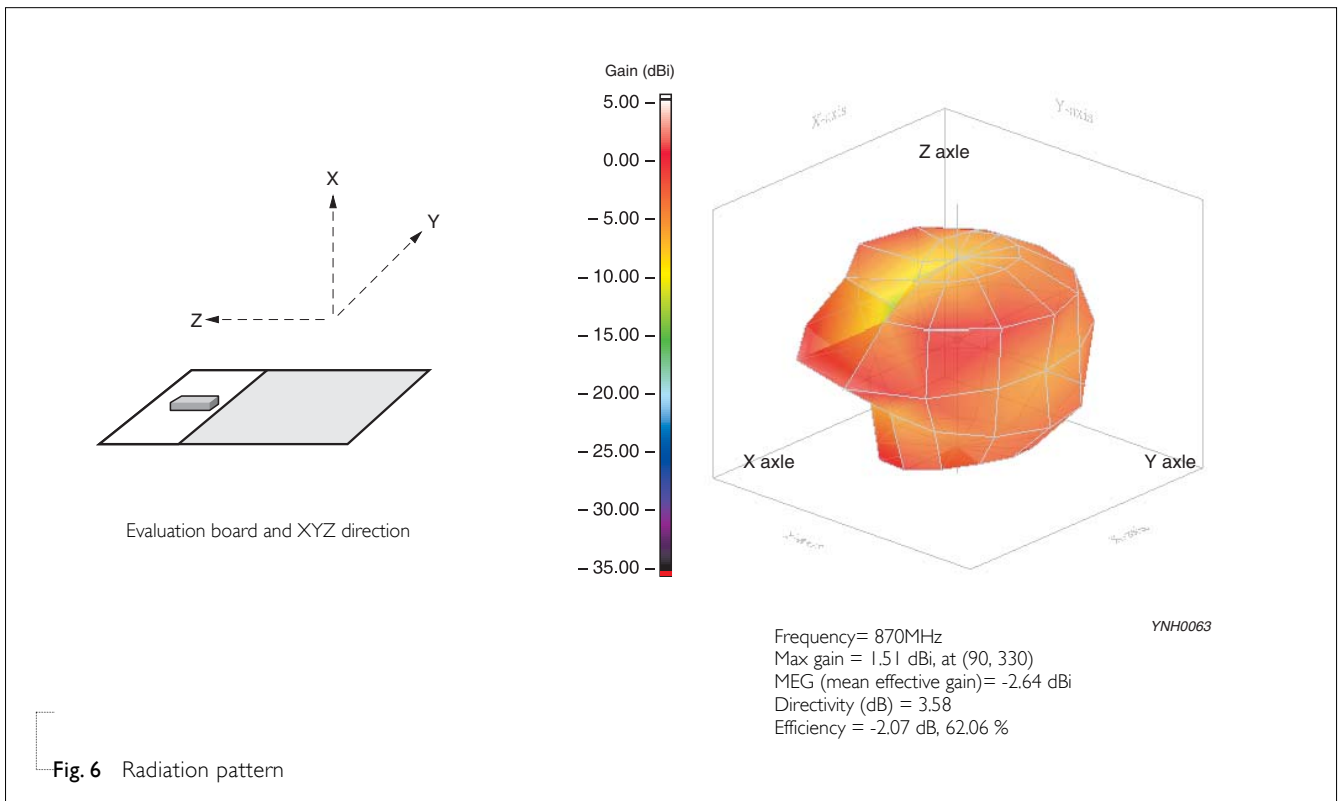 Gain (dBi)
5.00 –
0.00 –
– 5.00 –
– 10.00 –
– 15.00 –
– 20.00 –
– 25.00 –
– 30.00 –
– 35.00 –
X
Y
Z
Evaluation board and XYZ direction
X-axis
Y-axis
Z axle
X axle
Y axle
YNH0063
Frequency= 870MHz
Max gain = 1.51 dBi, at (90, 330)
MEG (mean effective gain)= -2.64 dBi
Directivity (dB) = 3.58
Efficiency = -2.07 dB, 62.06 %
Fig. 6 Radiation pattern